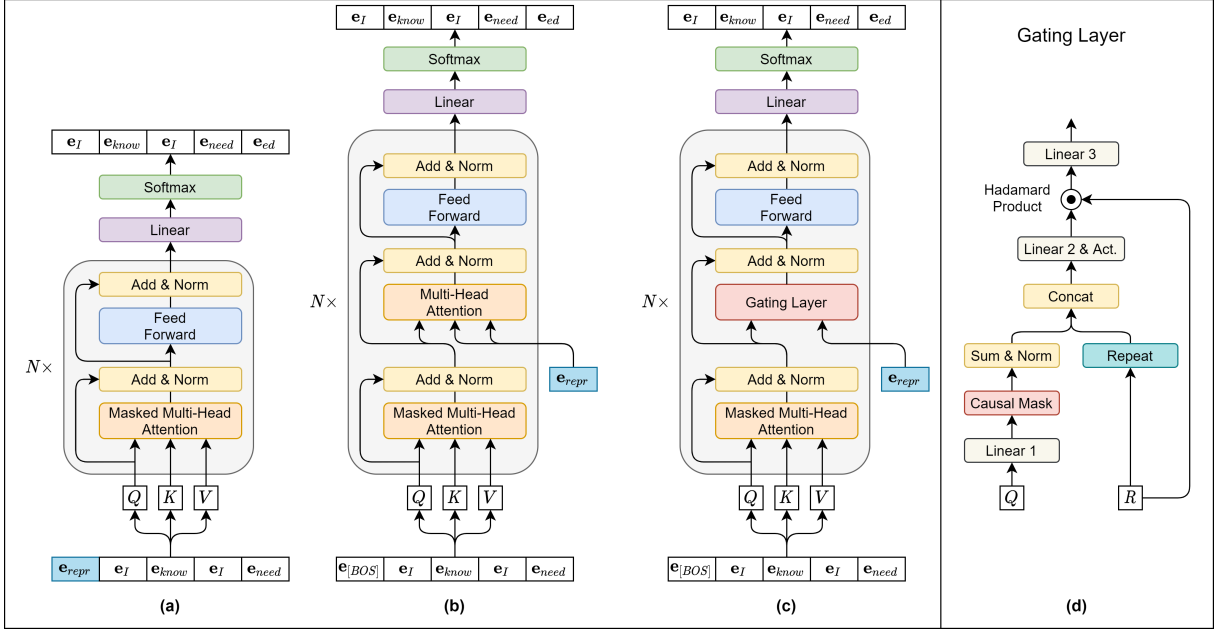 e_I e_know e_I e_need e_ed
Softmax
Linear
Add & Norm
Feed
Forward
Add & Norm
Masked Multi-Head
Attention
N×
Q K V
e_repr e_I e_know e_I e_need
(a)
e_I e_know e_I e_need e_ed
Softmax
Linear
Add & Norm
Feed
Forward
Add & Norm
Multi-Head
Attention
N×
e_repr
Add & Norm
Masked Multi-Head
Attention
Q K V
e_[BOS] e_I e_know e_I e_need
(b)
e_I e_know e_I e_need e_ed
Softmax
Linear
Add & Norm
Feed
Forward
Add & Norm
Gating Layer
N×
e_repr
Add & Norm
Masked Multi-Head
Attention
Q K V
e_[BOS] e_I e_know e_I e_need
(c)
Gating Layer
Linear 3
Hadamard
Product
Linear 2 & Act.
Concat
Sum & Norm
Repeat
Causal Mask
Linear 1
Q R
(d)